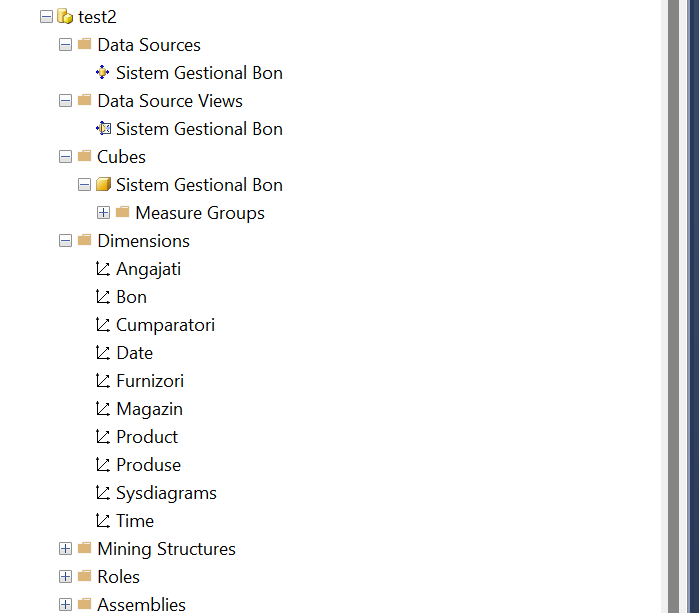 test2
Data Sources
Sistem Gestional Bon
Data Source Views
Sistem Gestional Bon
Cubes
Sistem Gestional Bon
Measure Groups
Dimensions
Angajati
Bon
Cumparatori
Date
Furnizori
Magazin
Product
Produse
Sysdiagrams
Time
Mining Structures
Roles
Assemblies